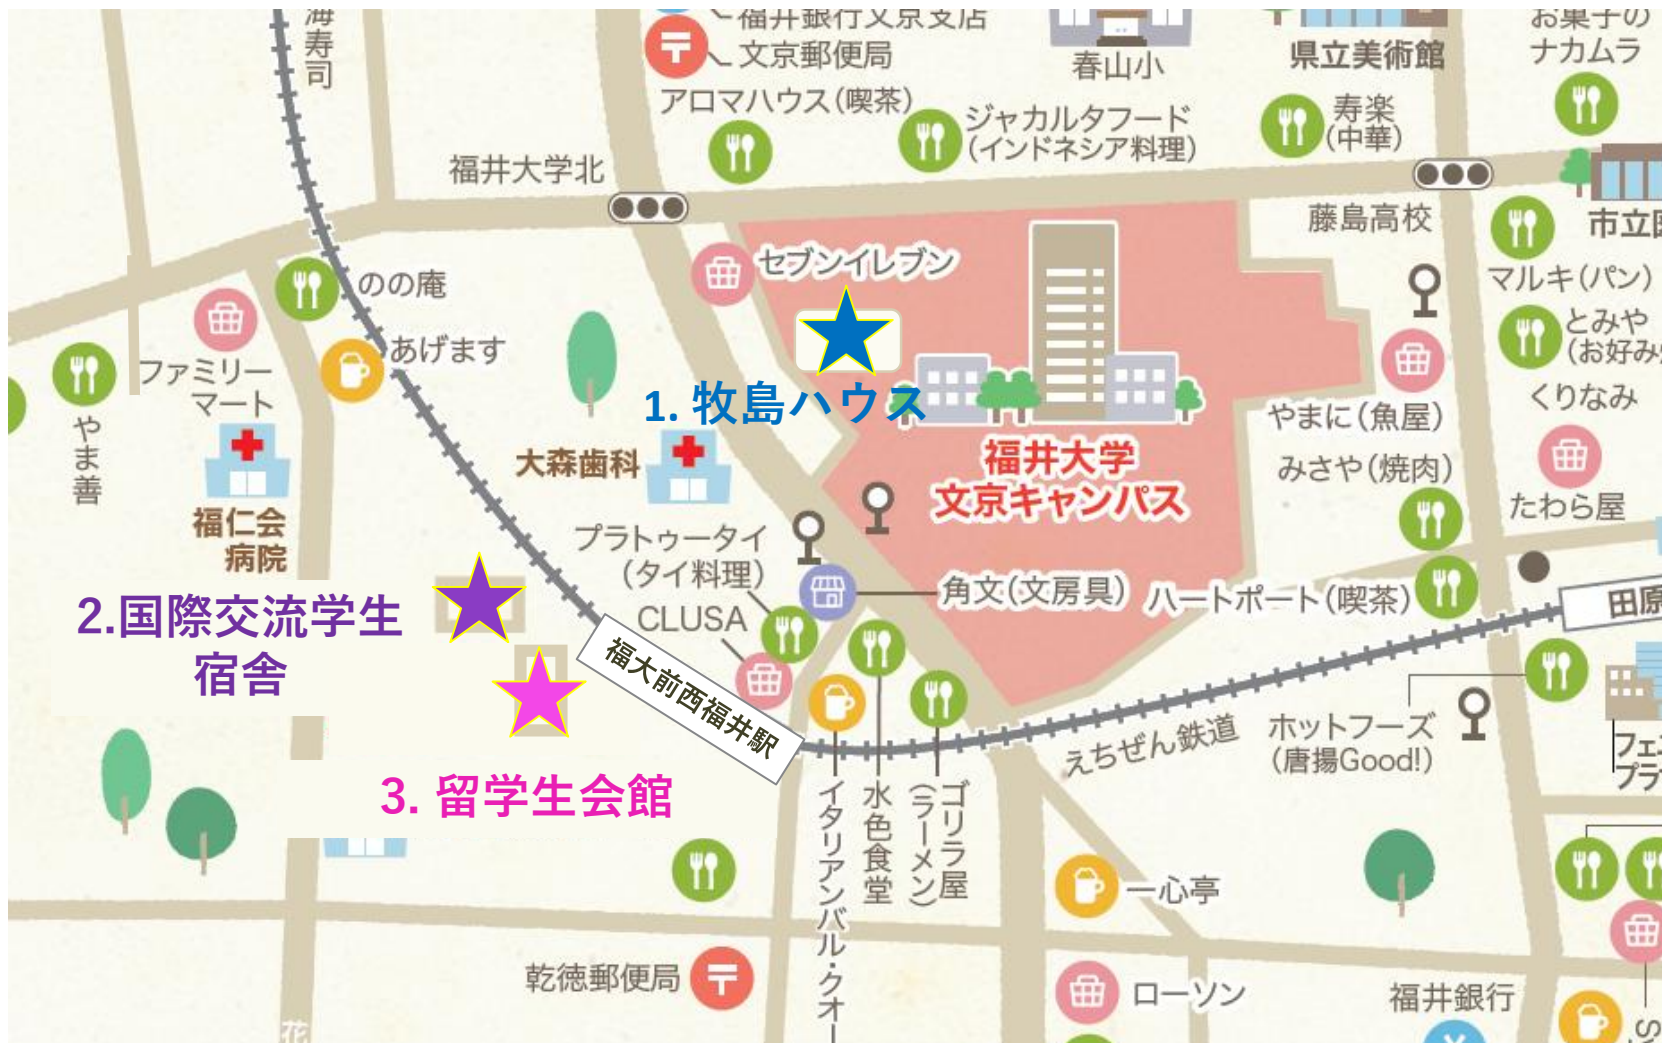 海寿司
福井銀行文京支店
文京郵便局
アロマハウス(喫茶)
ジャカルタフード
(インドネシア料理)
春山小
県立美術館
お菓子の
ナカムラ
寿楽
(中華)
福井大学北
藤島高校
セブンイレブン
のの庵
あげます
ファミリー
マート
やま善
マルキ(パン)
とみや
くりなみ
1. 牧島ハウス
やまに(魚屋)
みさや(焼肉)
たわら屋
大森歯科
福井大学
文京キャンパス
福仁会
病院
プラトゥータイ
(タイ料理)
CLUSA
角文(文房具)
ハートポート(喫茶)
2.国際交流学生
宿舎
福大前西福井駅
3. 留学生会館
えちぜん鉄道
ホットフーズ
(唐揚Good!)
イタリアンバル・クオー
水色食堂
ゴリラ屋
(ラーメン)
一心亭
乾徳郵便局
ローソン
福井銀行
花